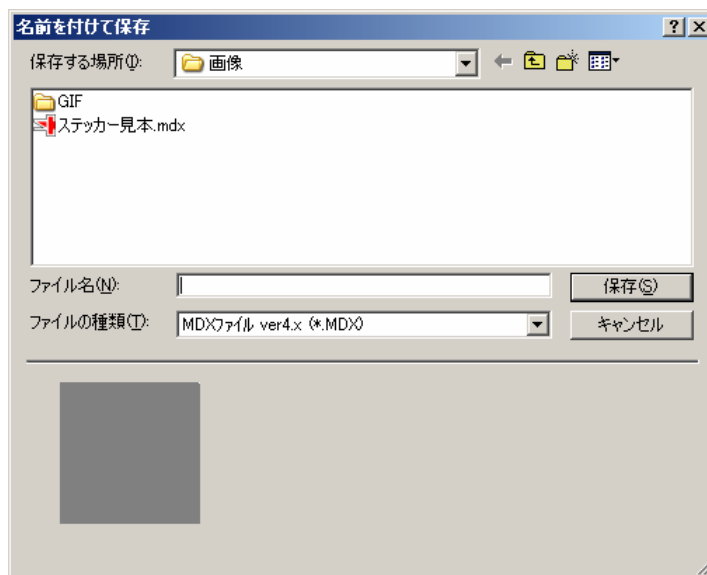 名前を付けて保存
保存する場所(I): 画像
GIF
ステッカー見本.mdx
ファイル名(N): 保存(S)
ファイルの種類(T): MDXファイル ver4.x (*.MDX) キャンセル